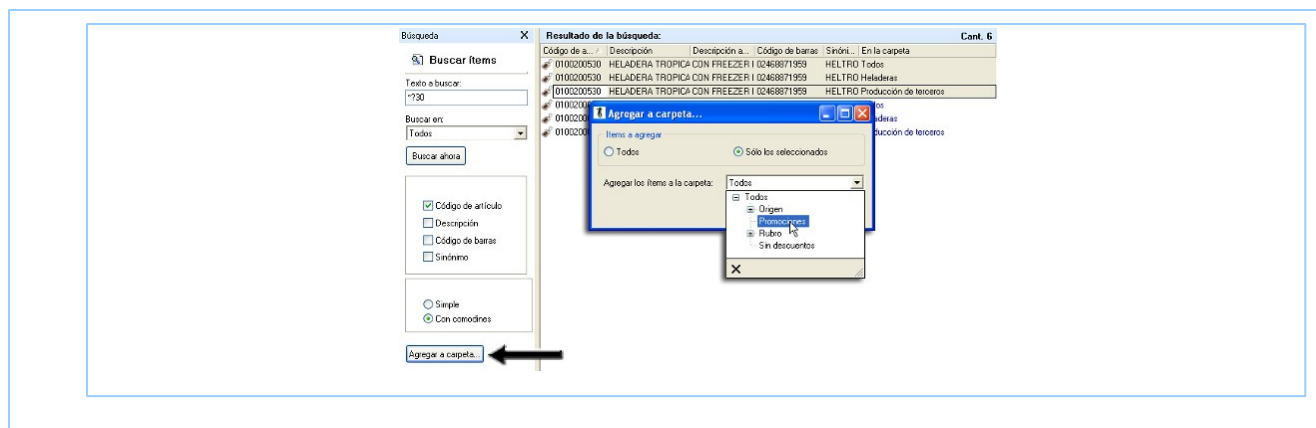 Búsqueda X
Buscar ítems
Texto a buscar:
*?30
Buscar en:
Todos
Buscar ahora
Código de artículo
Descripción
Código de barras
Sinónimo
Simple
Con comodines
Agregar a carpeta...
Resultado de la búsqueda: Cant. 6
Código de a... Descripción Descripción a... Código de barras Sinóni... En la carpeta
0100200530 HELADERA TROPICA CON FREEZER I 02468871959 HELTRO Todos
0100200530 HELADERA TROPICA CON FREEZER I 02468871959 HELTRO Heladeras
0100200530 HELADERA TROPICA CON FREEZER I 02468871959 HELTRO Producción de terceros
Agregar a carpeta...
Items a agregar
Todos Sólo los seleccionados
Agregar los ítems a la carpeta: Todos
Todos
Origen
Promociones
Rubro
Sin descuentos